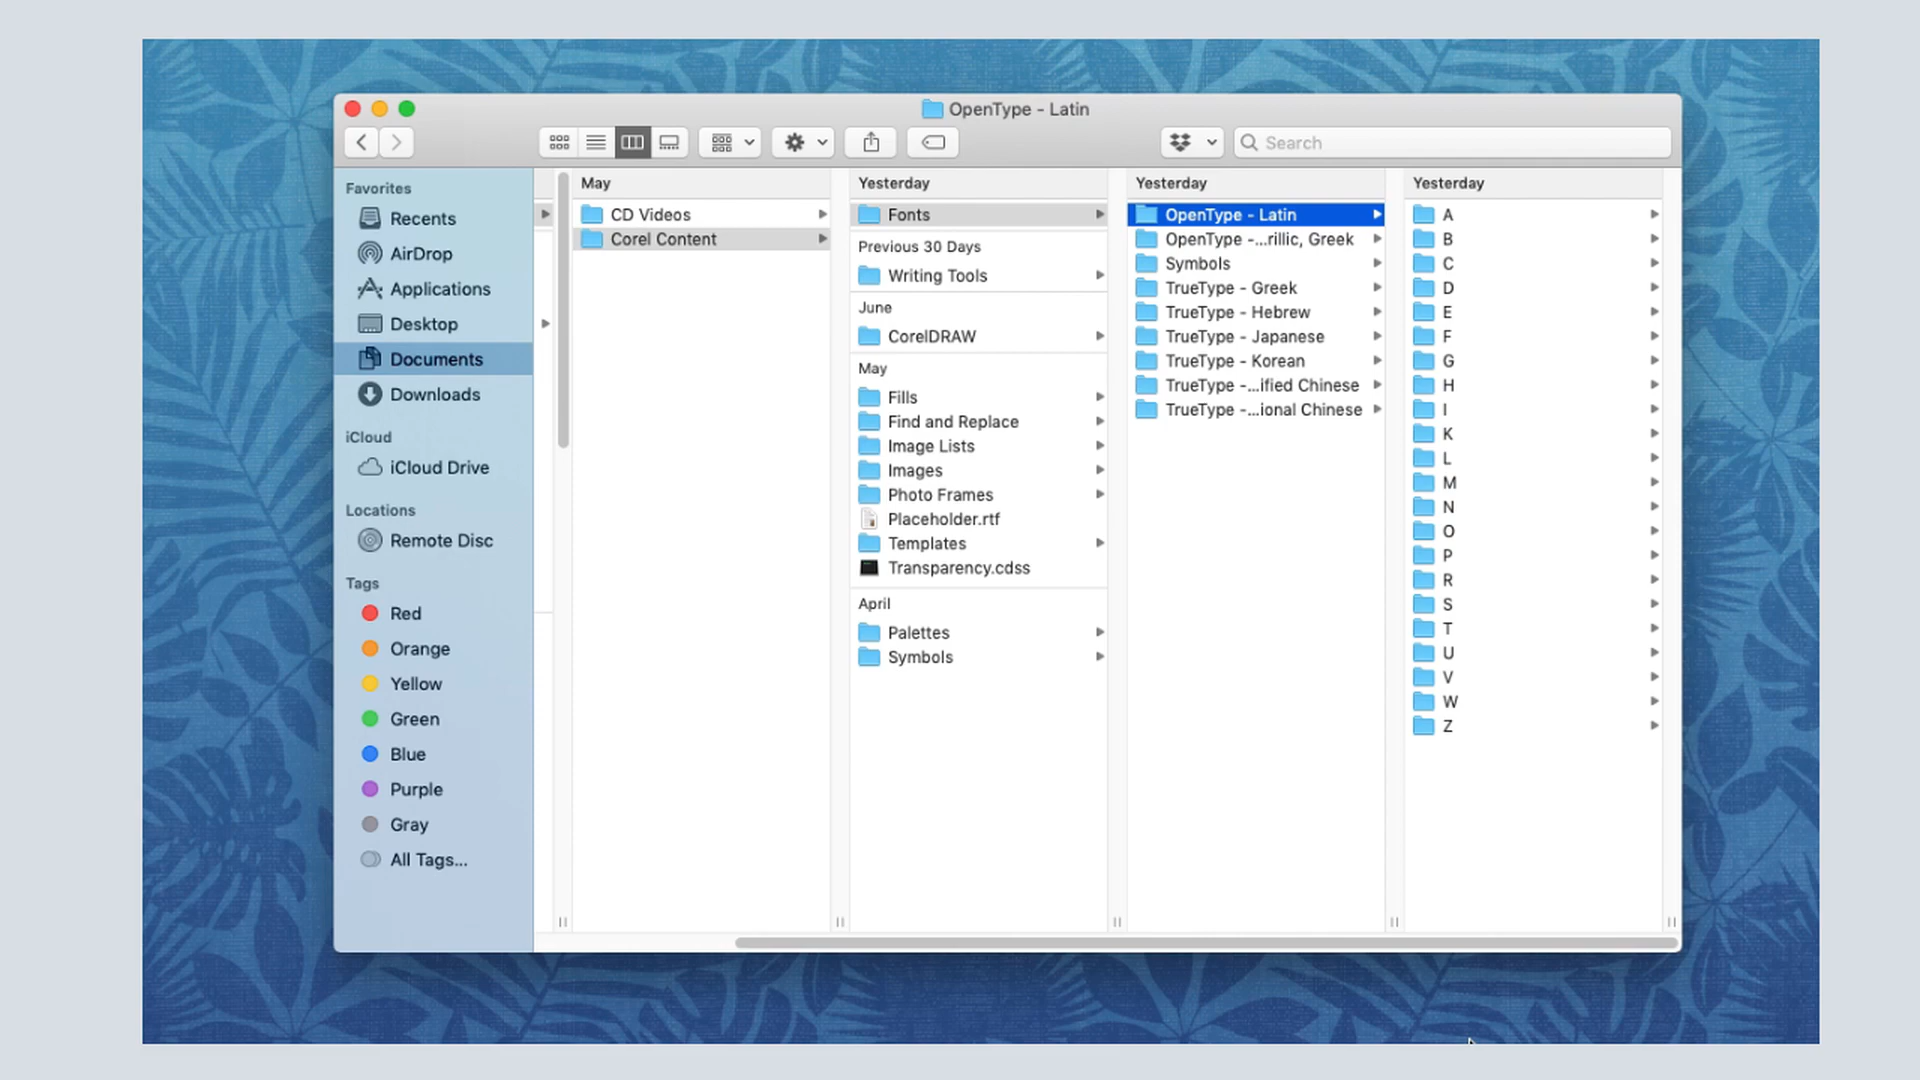 OpenType - Latin
Search
Favorites
Recents
AirDrop
Applications
Desktop
Documents
Downloads
iCloud
iCloud Drive
Locations
Remote Disc
Tags
Red
Orange
Yellow
Green
Blue
Purple
Gray
All Tags...
May
CD Videos
Corel Content
Yesterday
Fonts
Previous 30 Days
Writing Tools
June
CorelDRAW
May
Fills
Find and Replace
Image Lists
Images
Photo Frames
Placeholder.rtf
Templates
Transparency.cdss
April
Palettes
Symbols
Yesterday
OpenType - Latin
OpenType -...rillic, Greek
Symbols
TrueType - Greek
TrueType - Hebrew
TrueType - Japanese
TrueType - Korean
TrueType -...ified Chinese
TrueType -...ional Chinese
Yesterday
A
B
C
D
E
F
G
H
I
K
L
M
N
O
P
R
S
T
U
V
W
Z